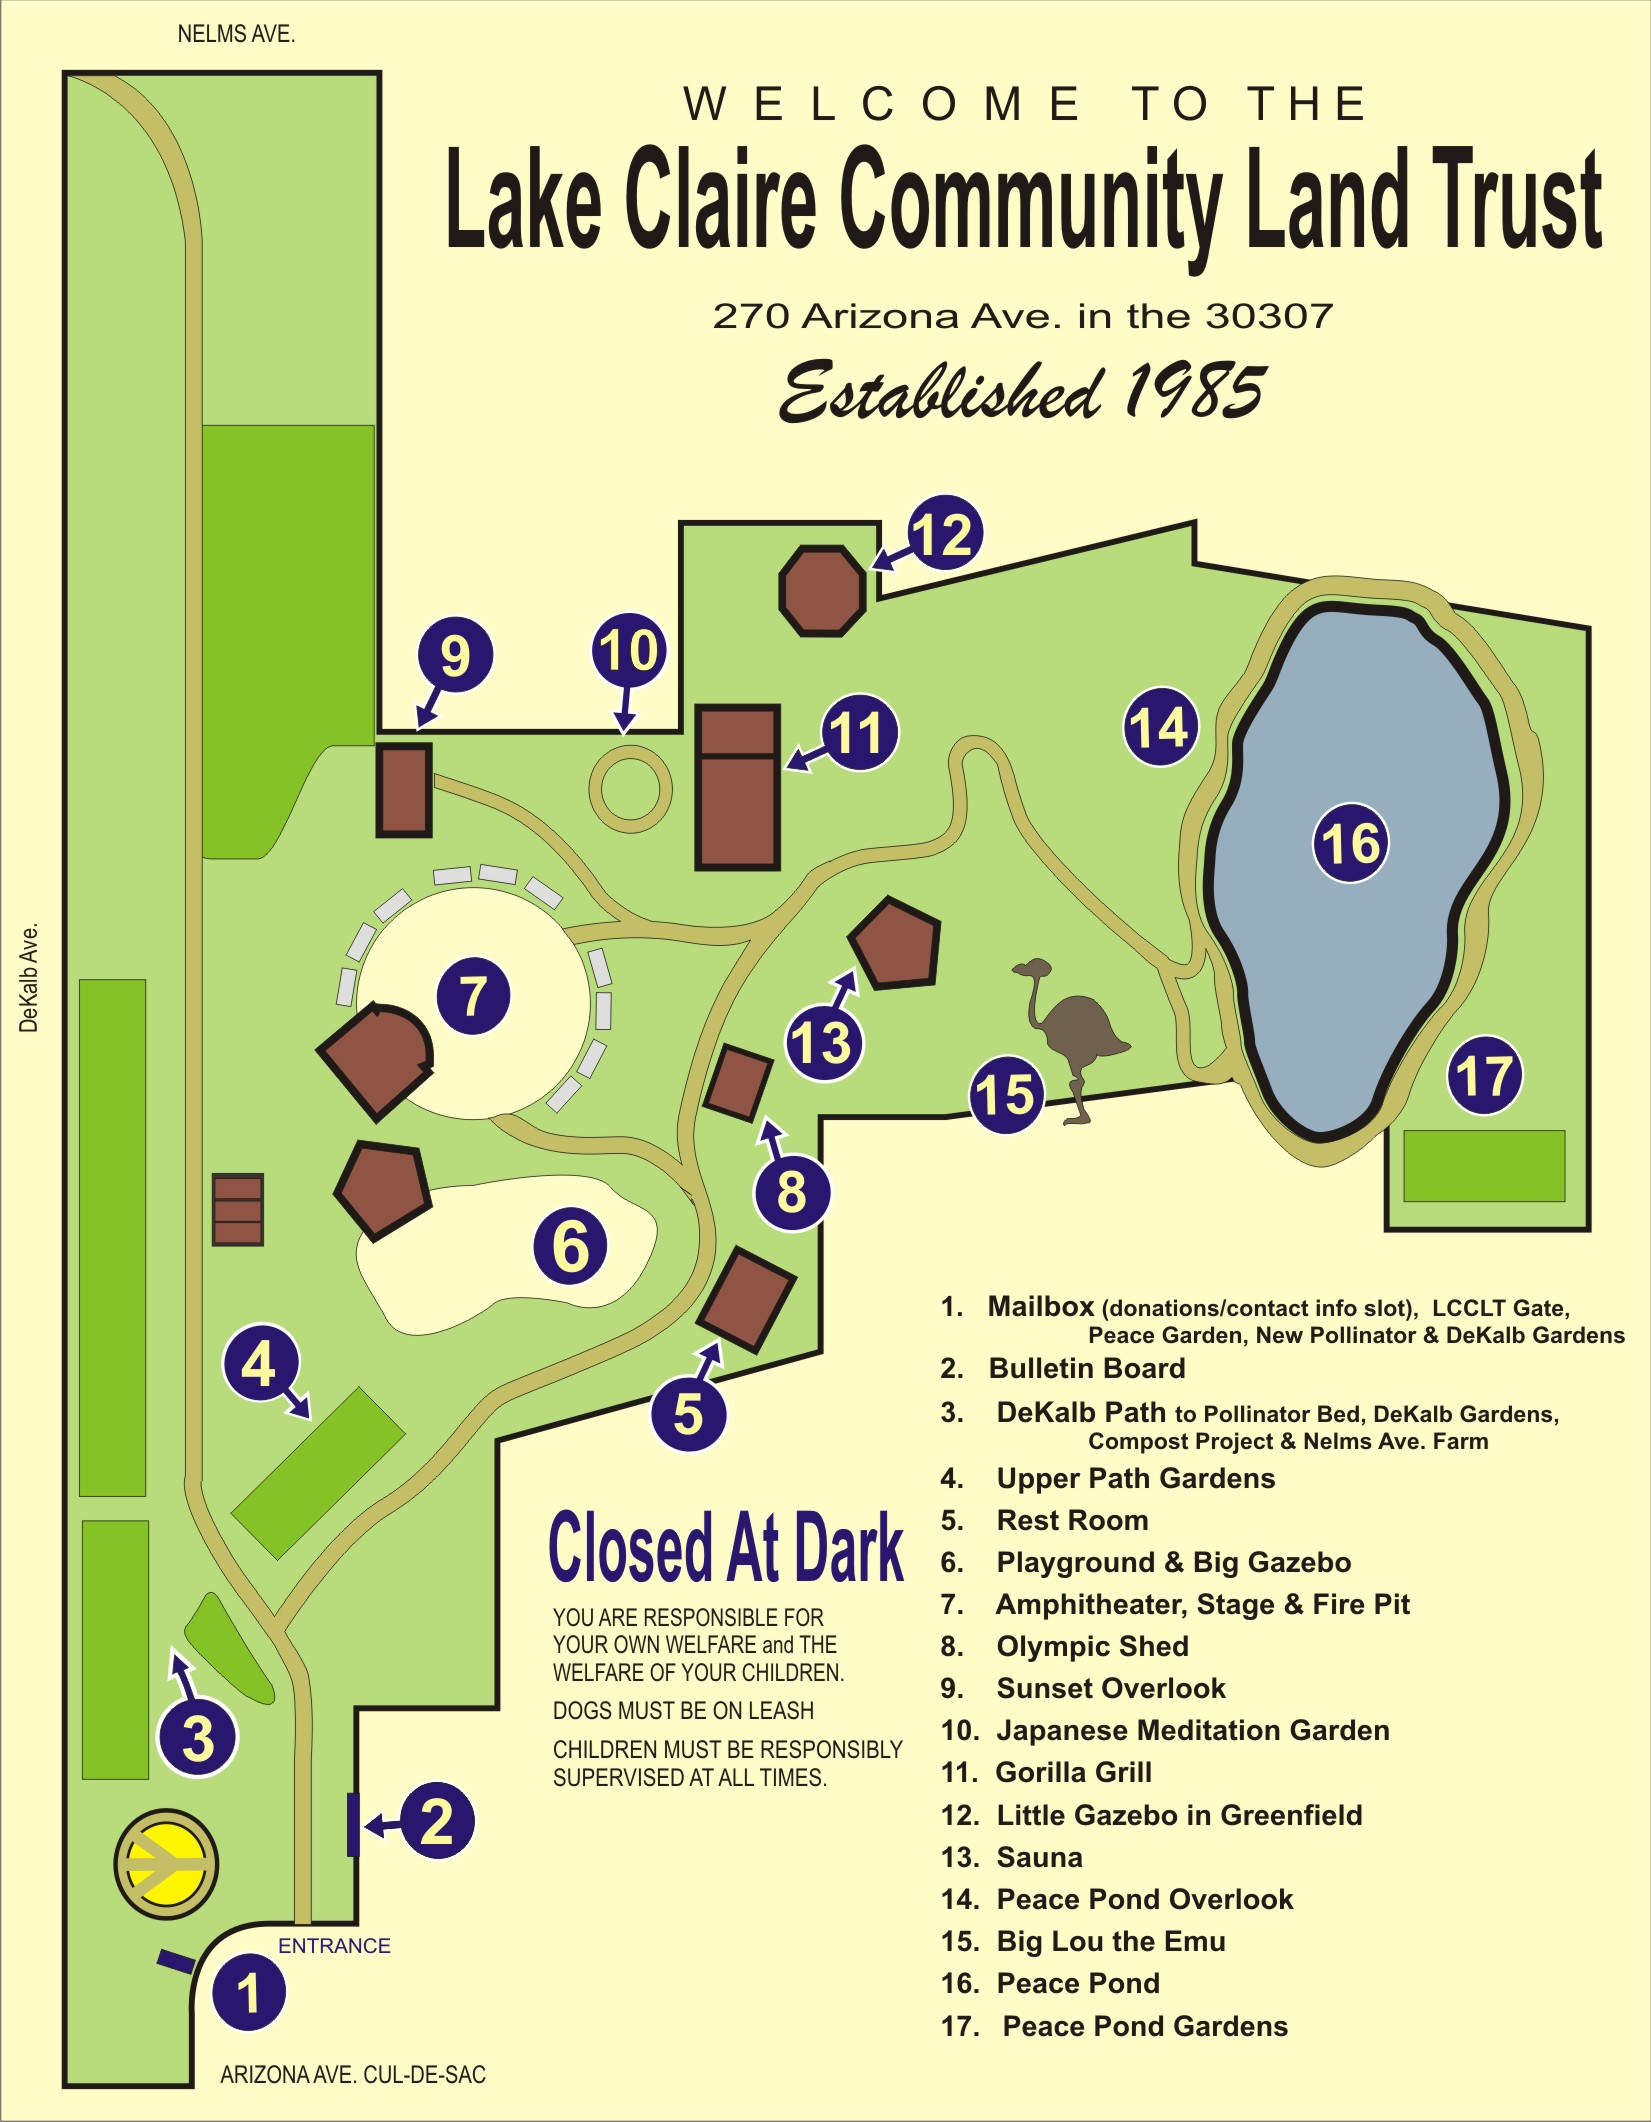 NELMS AVE.
WELCOME TO THE
Lake Claire Community Land Trust
270 Arizona Ave. in the 30307
Established 1985
12
9
10
11
14
16
DeKalb Ave.
7
13
15
17
8
6
4
5
3
2
1
ENTRANCE
ARIZONA AVE. CUL-DE-SAC
Closed At Dark
YOU ARE RESPONSIBLE FOR
YOUR OWN WELFARE and THE
WELFARE OF YOUR CHILDREN.
DOGS MUST BE ON LEASH
CHILDREN MUST BE RESPONSIBLY
SUPERVISED AT ALL TIMES.
1. Mailbox (donations/contact info slot), LCCLT Gate,
Peace Garden, New Pollinator & DeKalb Gardens
2. Bulletin Board
3. DeKalb Path to Pollinator Bed, DeKalb Gardens,
Compost Project & Nelms Ave. Farm
4. Upper Path Gardens
5. Rest Room
6. Playground & Big Gazebo
7. Amphitheater, Stage & Fire Pit
8. Olympic Shed
9. Sunset Overlook
10. Japanese Meditation Garden
11. Gorilla Grill
12. Little Gazebo in Greenfield
13. Sauna
14. Peace Pond Overlook
15. Big Lou the Emu
16. Peace Pond
17. Peace Pond Gardens